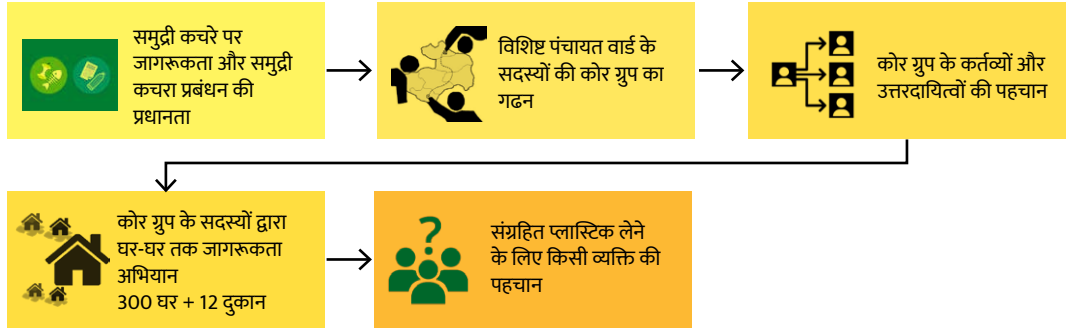 समुद्री कचरे पर
जागरूकता और समुद्री
कचरा प्रबंधन की
प्रधानता
विशिष्ट पंचायत वार्ड के
सदस्यों की कोर ग्रुप का
गढन
कोर ग्रुप के कर्तव्यों और
उत्तरदायित्वों की पहचान
कोर ग्रुप के सदस्यों द्वारा
घर-घर तक जागरूकता
अभियान
300 घर + 12 दुकान
संग्रहित प्लास्टिक लेने
के लिए किसी व्यक्ति की
पहचान